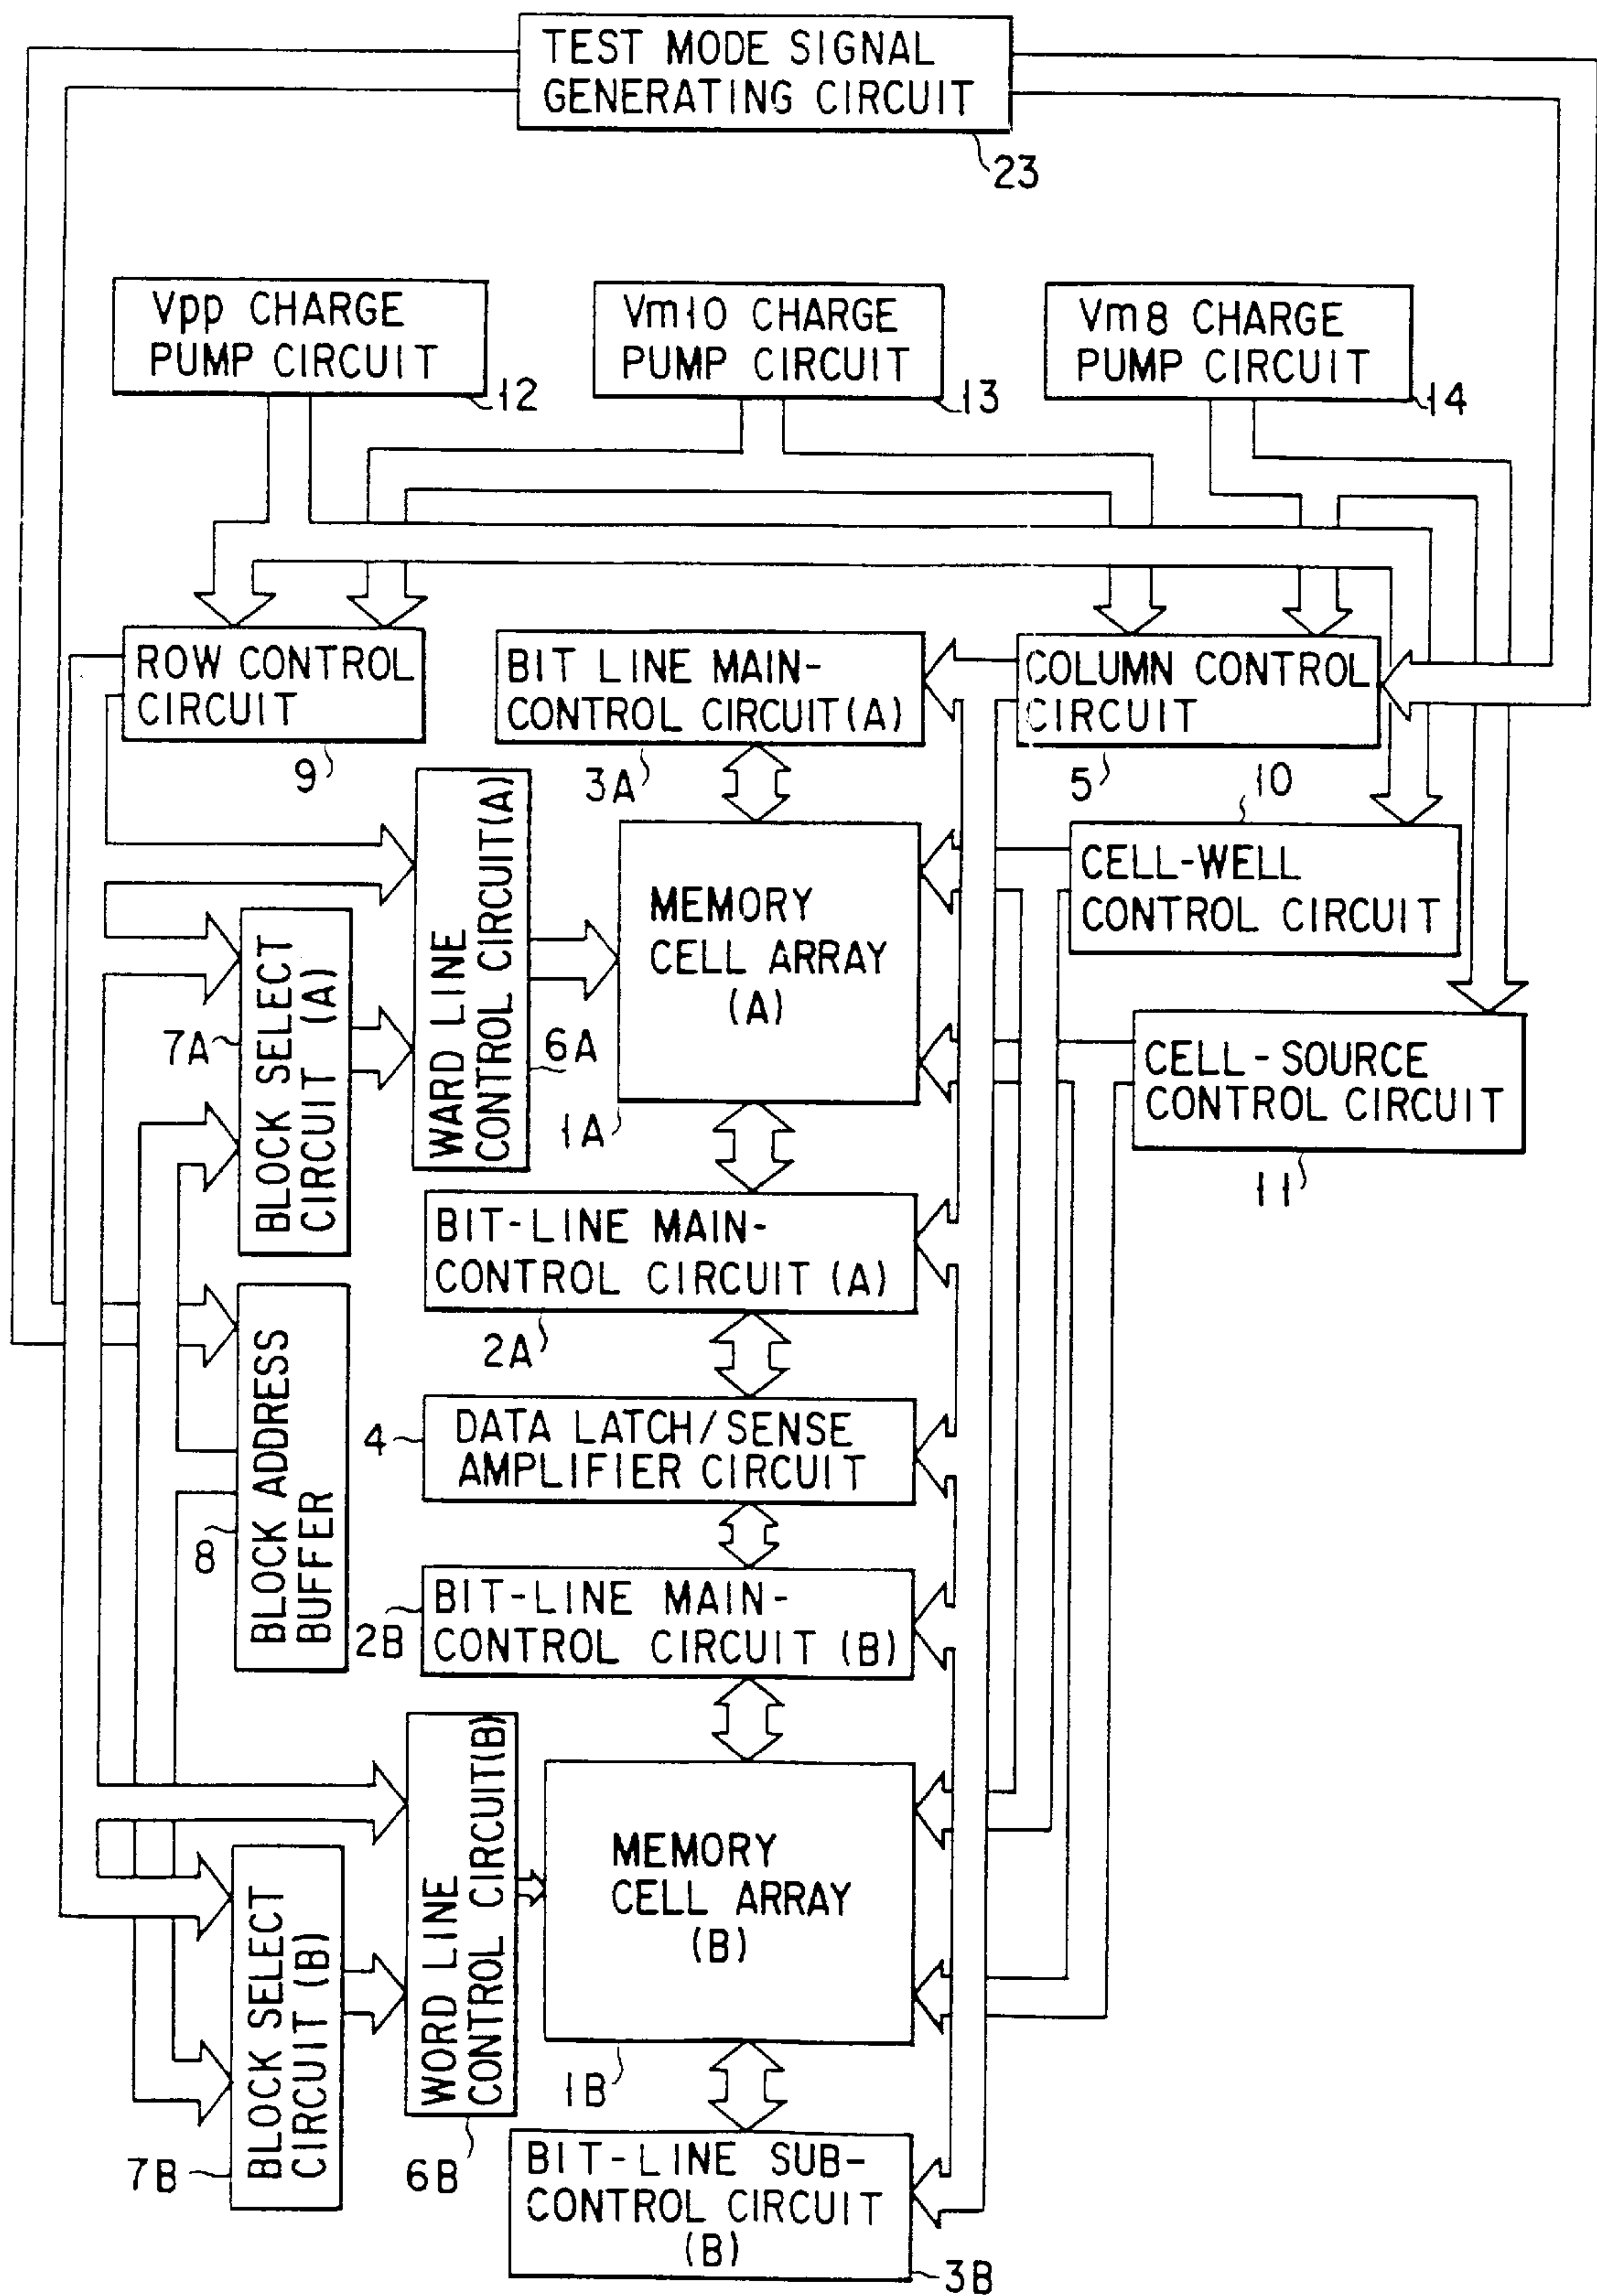 TEST MODE SIGNAL
GENERATING CIRCUIT
23
Vpp CHARGE
PUMP CIRCUIT
12
Vm10 CHARGE
PUMP CIRCUIT
13
Vm8 CHARGE
PUMP CIRCUIT
14
ROW CONTROL
CIRCUIT
9
BIT LINE MAIN-
CONTROL CIRCUIT(A)
3A
COLUMN CONTROL
CIRCUIT
5
10
CELL-WELL
CONTROL CIRCUIT
WARD LINE
CONTROL CIRCUIT(A)
6A
MEMORY
CELL ARRAY
(A)
1A
BLOCK SELECT
CIRCUIT (A)
7A
CELL-SOURCE
CONTROL CIRCUIT
11
BIT-LINE MAIN-
CONTROL CIRCUIT (A)
2A
BLOCK ADDRESS
BUFFER
8
4
DATA LATCH/SENSE
AMPLIFIER CIRCUIT
BIT-LINE MAIN-
CONTROL CIRCUIT (B)
2B
WORD LINE
CONTROL CIRCUIT(B)
6B
MEMORY
CELL ARRAY
(B)
1B
BLOCK SELECT
CIRCUIT (B)
7B
BIT-LINE SUB-
CONTROL CIRCUIT
(B)
3B